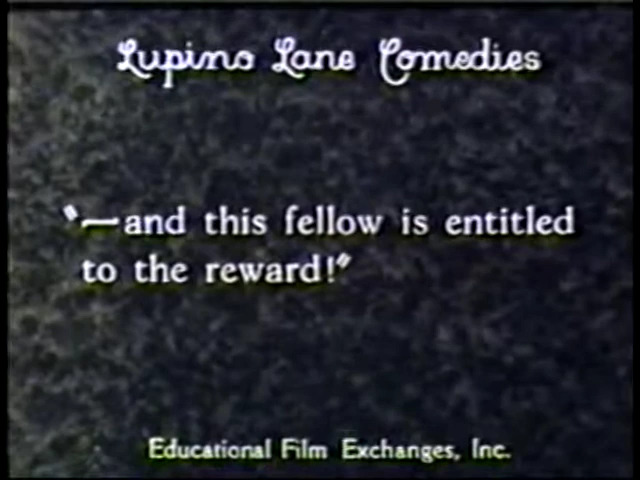 Lupino Lane Comedies
"—and this fellow is entitled
to the reward!"
Educational Film Exchanges, Inc.